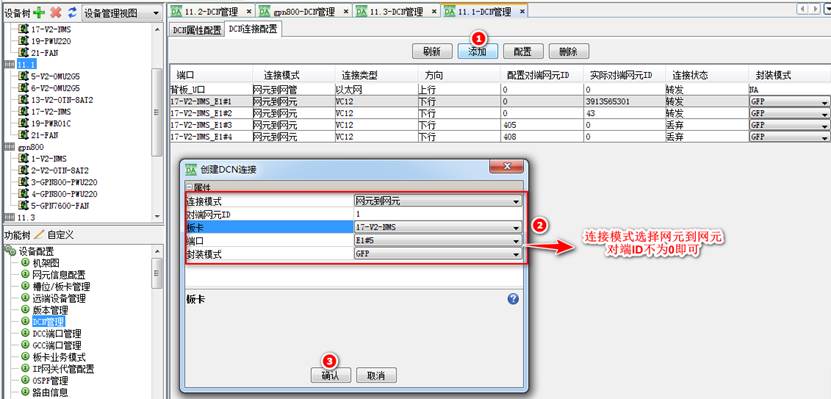 设备树
设备管理视图
17-V2-NMS
19-PWU220
21-FAN
11.1
5-V2-OMU2G5
6-V2-OMU2G5
13-V2-OTN-8AT2
17-V2-NMS
19-PWR01C
21-FAN
gpn800
1-V2-NMS
2-V2-OTN-8AT2
3-GPN800-PWU220
4-GPN800-PWU220
5-GPN7600-FAN
11.3
功能树 自定义
设备配置
机架图
网元信息配置
槽位/板卡管理
远端设备管理
版本管理
DCN管理
DCC端口管理
GCC端口管理
板卡业务模式
IP网关代管配置
OSPF管理
路由信息
11.2-DCN管理 gpn800-DCN管理 11.3-DCN管理 11.1-DCN管理
DCN属性配置 DCN连接配置
1
刷新 添加 配置 删除
端口 连接模式 连接类型 方向 配置对端网元ID 实际对端网元ID 连接状态 封装模式
背板_U口 网元到网管 以太网 上行 0 0 转发 NA
17-V2-NMS_E1#1 网元到网元 VC12 下行 0 3913565301 转发 GFP
17-V2-NMS_E1#2 网元到网元 VC12 下行 0 43 转发 GFP
17-V2-NMS_E1#3 网元到网元 VC12 下行 405 0 丢弃 GFP
17-V2-NMS_E1#4 网元到网元 VC12 下行 408 0 丢弃 GFP
创建DCN连接
属性
连接模式 网元到网元
对端网元ID 1
板卡 17-V2-NMS
端口 E1#5
封装模式 GFP
2
连接模式选择网元到网元
对端ID不为0即可
板卡
3
确认 取消